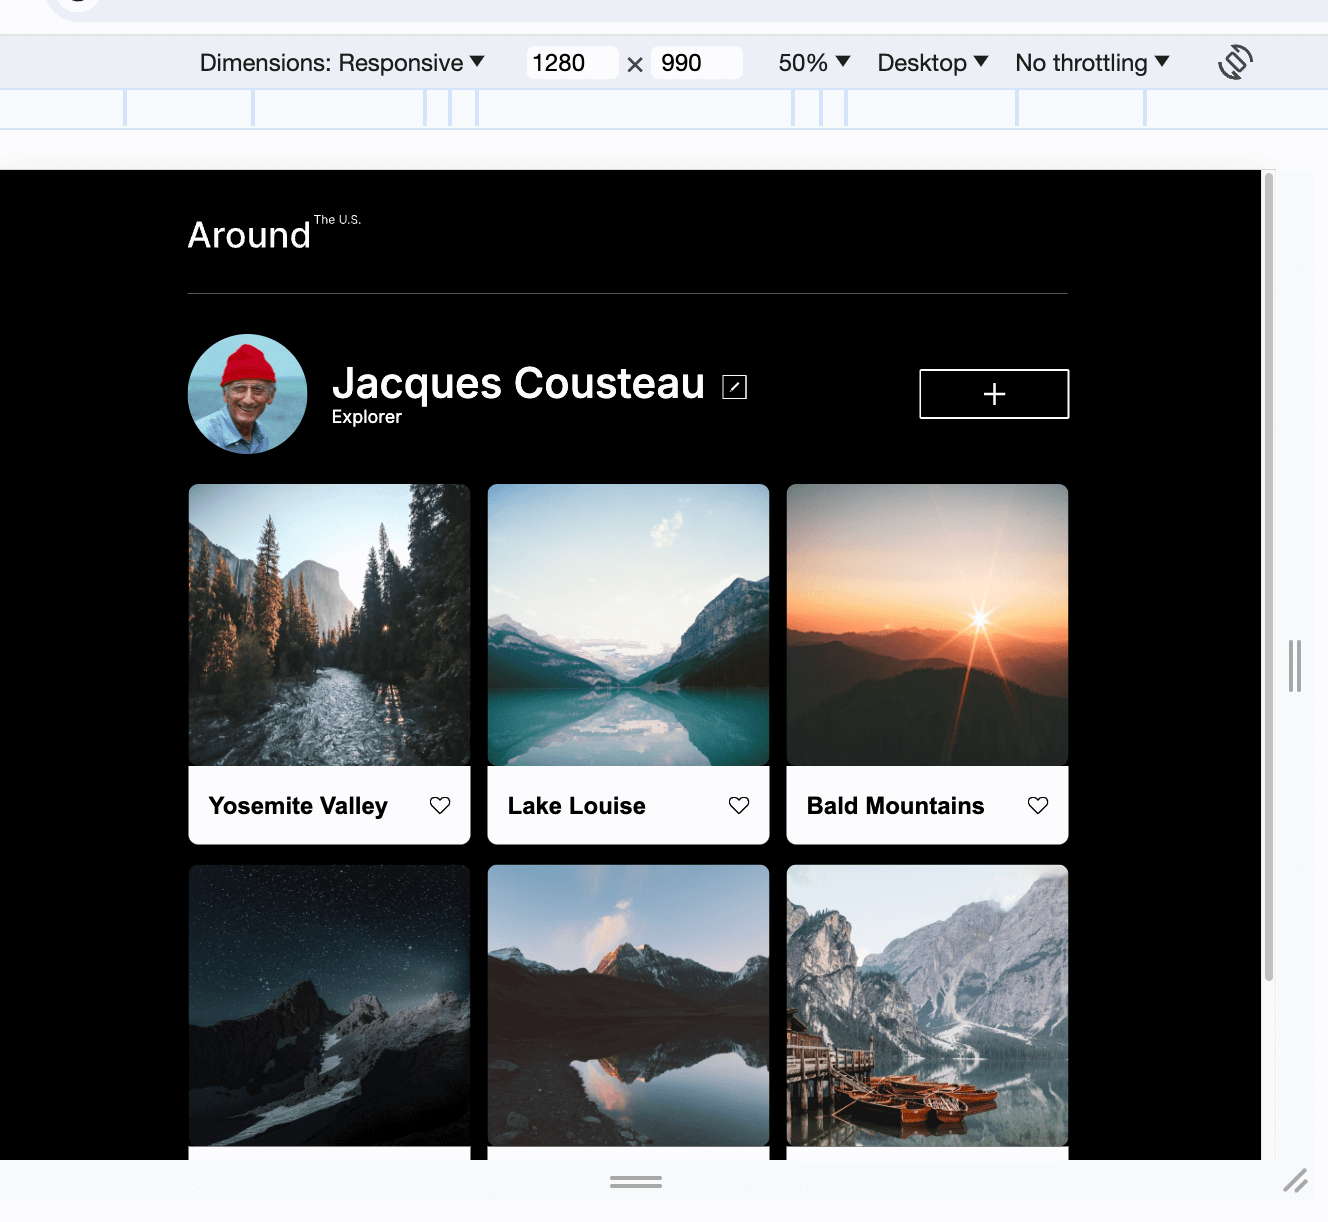 Dimensions: Responsive ▼ 1280 × 990 50% ▼ Desktop ▼ No throttling ▼
Around The U.S.
Jacques Cousteau
Explorer
Yosemite Valley
Lake Louise
Bald Mountains